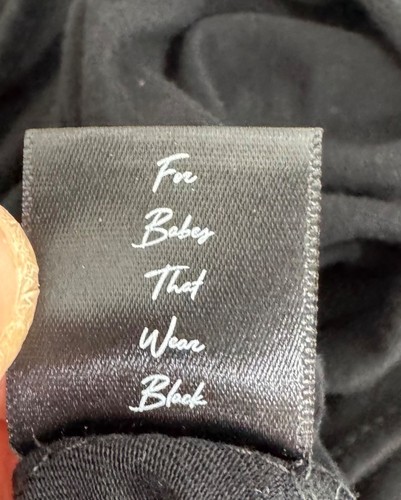 For
Babes
That
Wear
Black